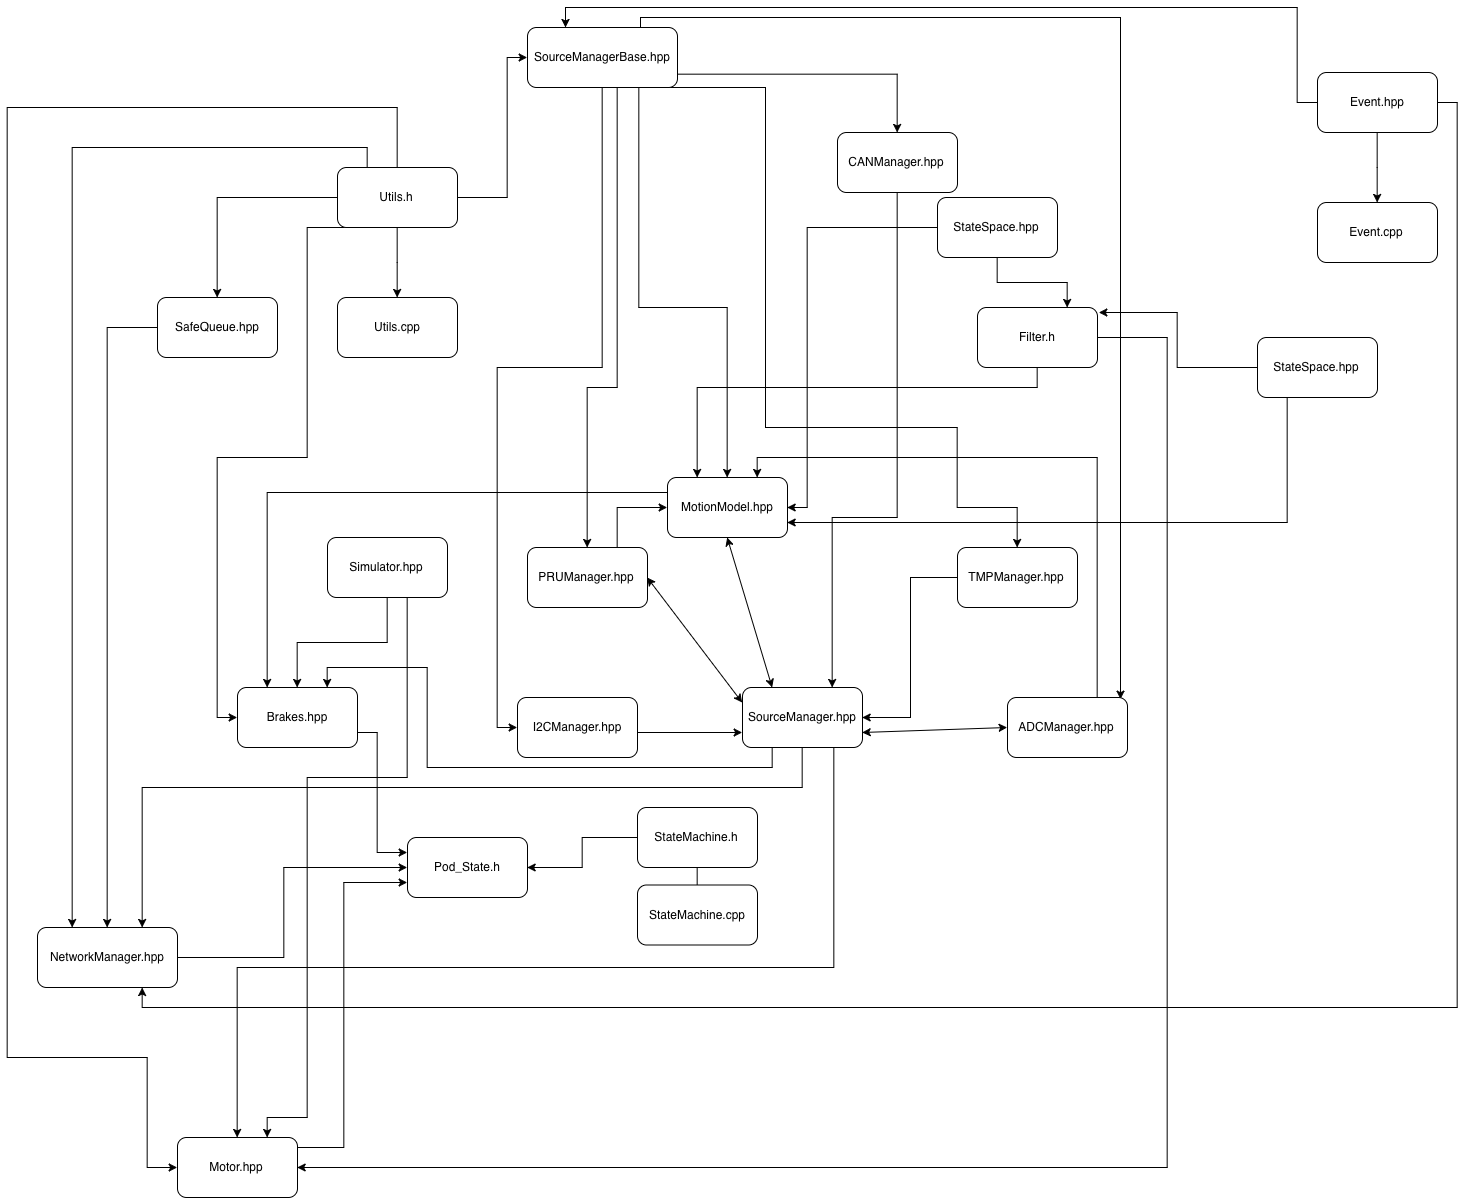 SourceManagerBase.hpp
Event.hpp
CANManager.hpp
Utils.h
StateSpace.hpp
Event.cpp
SafeQueue.hpp
Utils.cpp
Filter.h
StateSpace.hpp
MotionModel.hpp
Simulator.hpp
PRUManager.hpp
TMPManager.hpp
Brakes.hpp
I2CManager.hpp
SourceManager.hpp
ADCManager.hpp
StateMachine.h
Pod_State.h
StateMachine.cpp
NetworkManager.hpp
Motor.hpp